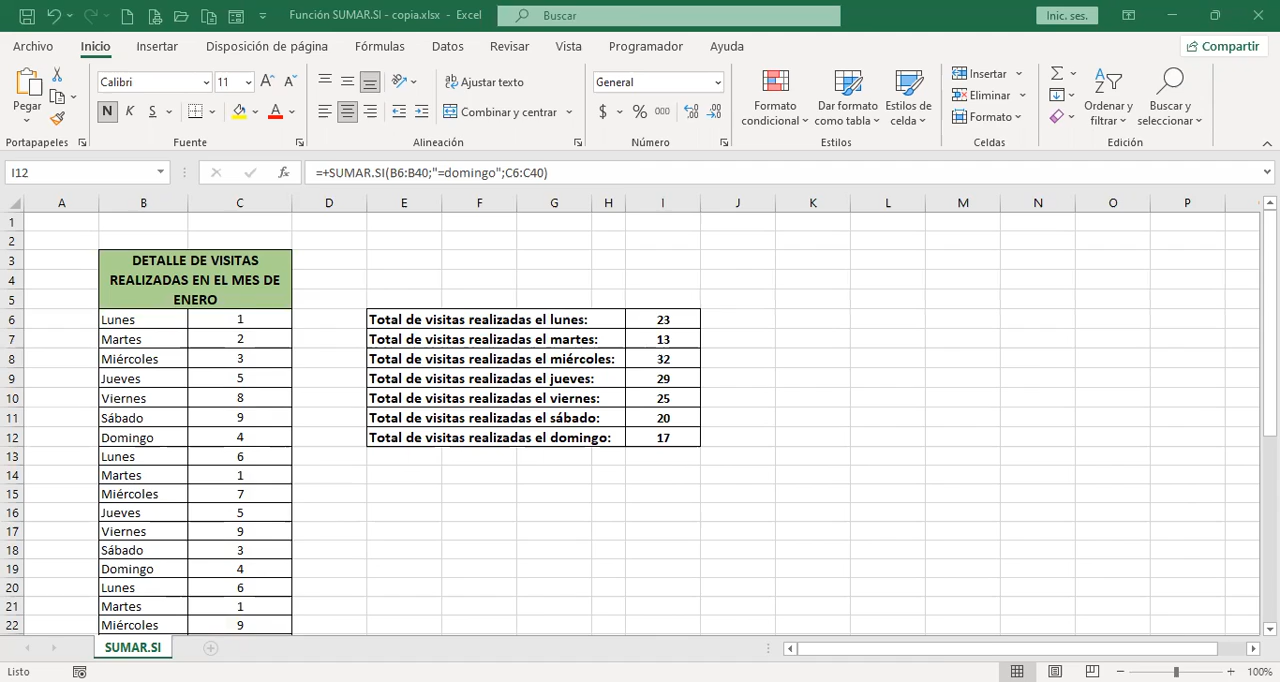 Función SUMAR.SI - copia.xlsx - Excel
Buscar
Inic. ses.
Archivo Inicio Insertar Disposición de página Fórmulas Datos Revisar Vista Programador Ayuda
Compartir
Pegar
Calibri 11
N K S
Ajustar texto
Combinar y centrar
General
$ % 000
Formato condicional
Dar formato como tabla
Estilos de celda
Insertar
Eliminar
Formato
Ordenar y filtrar
Buscar y seleccionar
Portapapeles Fuente Alineación Número Estilos Celdas Edición
I12
fx =+SUMAR.SI(B6:B40;"=domingo";C6:C40)
A B C D E F G H I J K L M N O P
1
2
3 DETALLE DE VISITAS
4 REALIZADAS EN EL MES DE
5 ENERO
6 Lunes 1 Total de visitas realizadas el lunes: 23
7 Martes 2 Total de visitas realizadas el martes: 13
8 Miércoles 3 Total de visitas realizadas el miércoles: 32
9 Jueves 5 Total de visitas realizadas el jueves: 29
10 Viernes 8 Total de visitas realizadas el viernes: 25
11 Sábado 9 Total de visitas realizadas el sábado: 20
12 Domingo 4 Total de visitas realizadas el domingo: 17
13 Lunes 6
14 Martes 1
15 Miércoles 7
16 Jueves 5
17 Viernes 9
18 Sábado 3
19 Domingo 4
20 Lunes 6
21 Martes 1
22 Miércoles 9
SUMAR.SI
Listo
100%